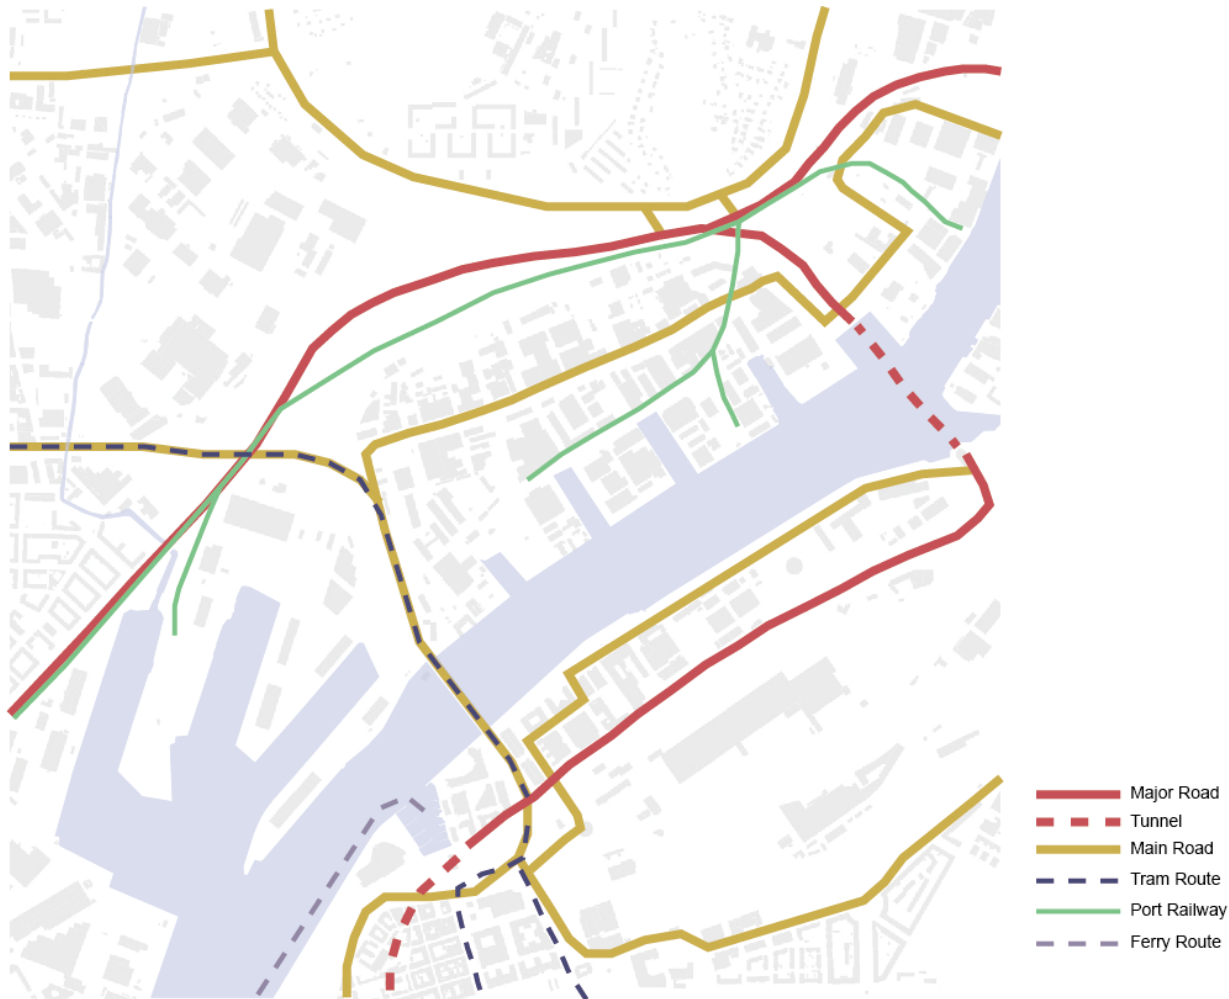 Major Road
Tunnel
Main Road
Tram Route
Port Railway
Ferry Route